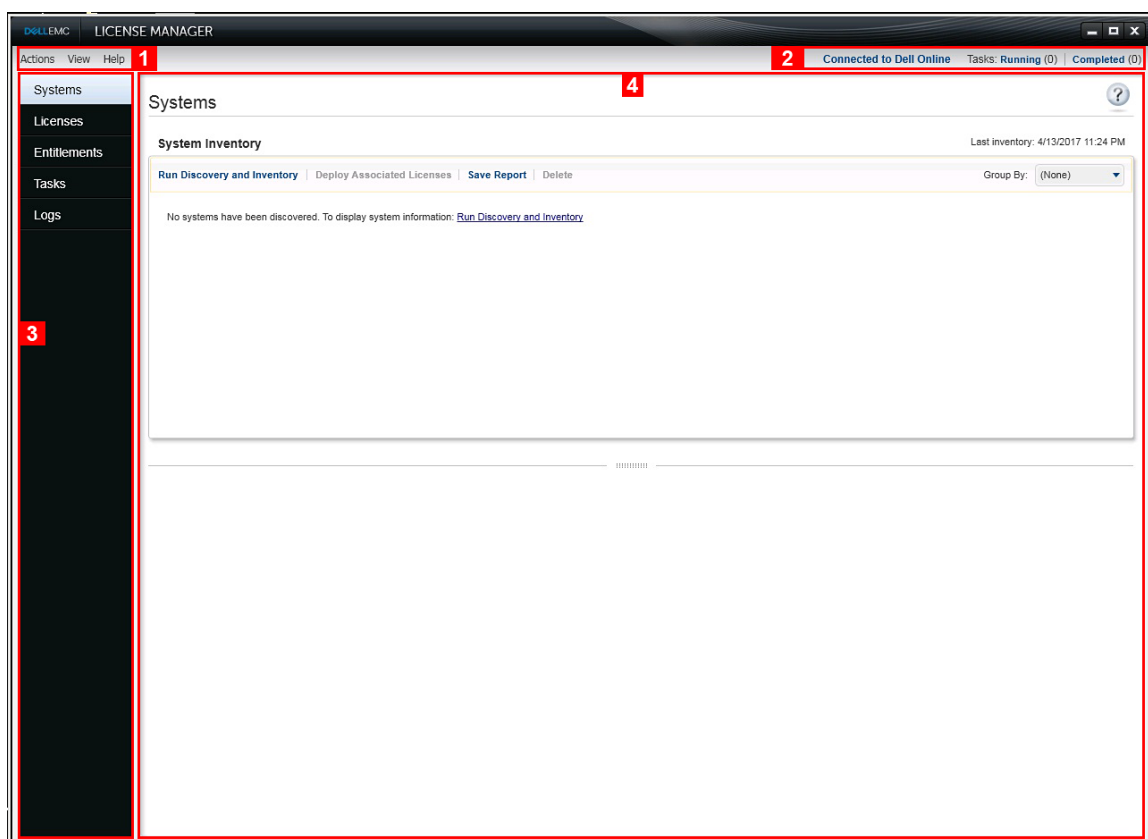 DELLEMC LICENSE MANAGER
Actions View Help 1 2 Connected to Dell Online Tasks: Running (0) | Completed (0)
4
Systems
Licenses
Entitlements
Tasks
Logs
3
Systems ?
System Inventory Last inventory: 4/13/2017 11:24 PM
Run Discovery and Inventory | Deploy Associated Licenses | Save Report | Delete Group By: (None)
No systems have been discovered. To display system information: Run Discovery and Inventory